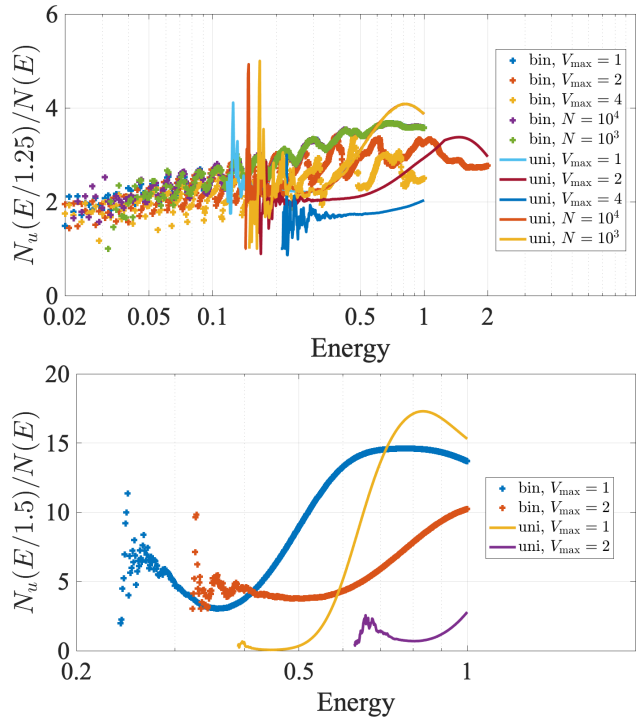 N_u(E/1.25)/N(E)
6
4
2
0
0.02 0.05 0.1 0.5 1 2
Energy
bin, V_max = 1
bin, V_max = 2
bin, V_max = 4
bin, N = 10^4
bin, N = 10^3
uni, V_max = 1
uni, V_max = 2
uni, V_max = 4
uni, N = 10^4
uni, N = 10^3
N_u(E/1.5)/N(E)
20
15
10
5
0
0.2 0.5 1
Energy
bin, V_max = 1
bin, V_max = 2
uni, V_max = 1
uni, V_max = 2